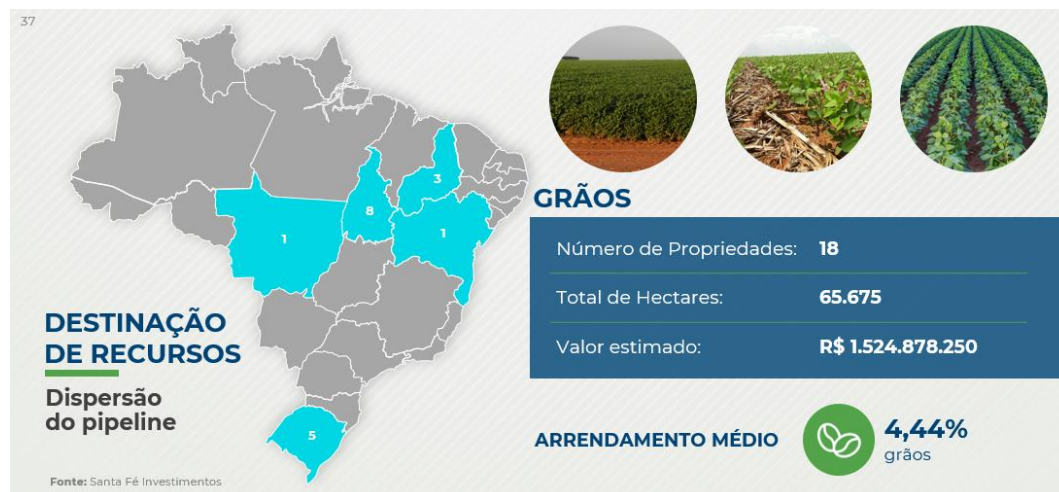 37
3
8
1
1
5
DESTINAÇÃO
DE RECURSOS
Dispersão
do pipeline
Fonte: Santa Fé Investimentos
GRÃOS
Número de Propriedades: 18
Total de Hectares: 65.675
Valor estimado: R$ 1.524.878.250
ARRENDAMENTO MÉDIO
4,44%
grãos